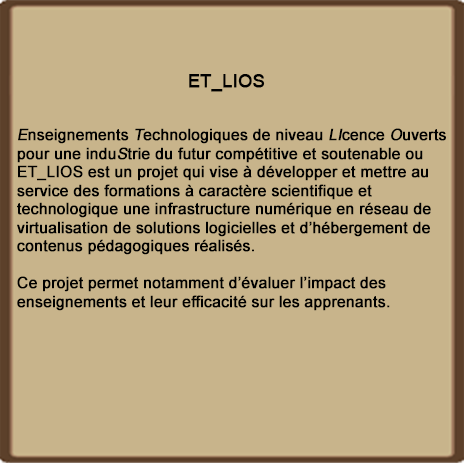 ET_LIOS
Enseignements Technologiques de niveau LIcence Ouverts
pour une induStrie du futur compétitive et soutenable ou
ET_LIOS est un projet qui vise à développer et mettre au
service des formations à caractère scientifique et
technologique une infrastructure numérique en réseau de
virtualisation de solutions logicielles et d'hébergement de
contenus pédagogiques réalisés.
Ce projet permet notamment d'évaluer l'impact des
enseignements et leur efficacité sur les apprenants.